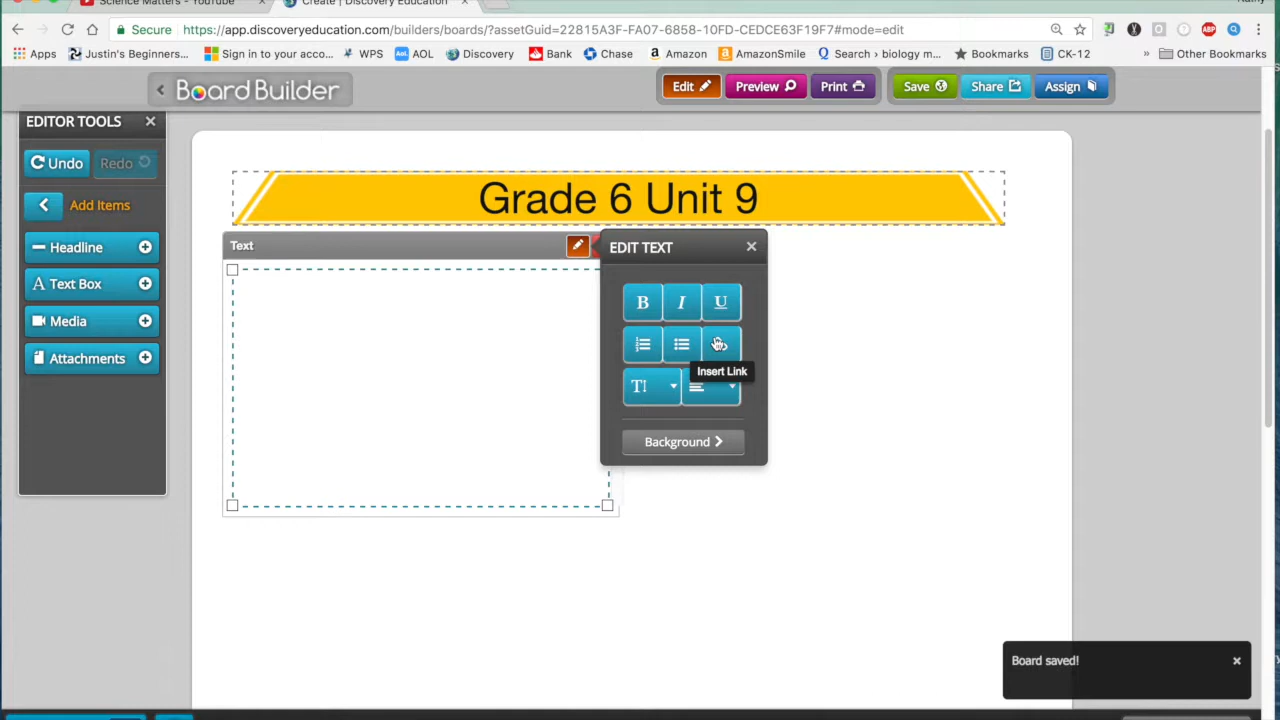 Science Matters - YouTube
Create | Discovery Education
Kathy
Secure https://app.discoveryeducation.com/builders/boards/?assetGuid=22815A3F-FA07-6858-10FD-CEDCE63F19F7#mode=edit
Apps Justin's Beginners... Sign in to your acco... WPS AOL Discovery Bank Chase Amazon AmazonSmile Search › biology m... Bookmarks CK-12 » Other Bookmarks
Board Builder
Edit Preview Print Save Share Assign
EDITOR TOOLS
Undo Redo
Add Items
Headline
Text Box
Media
Attachments
Grade 6 Unit 9
Text
EDIT TEXT
B I U
Insert Link
T!
Background
Board saved!